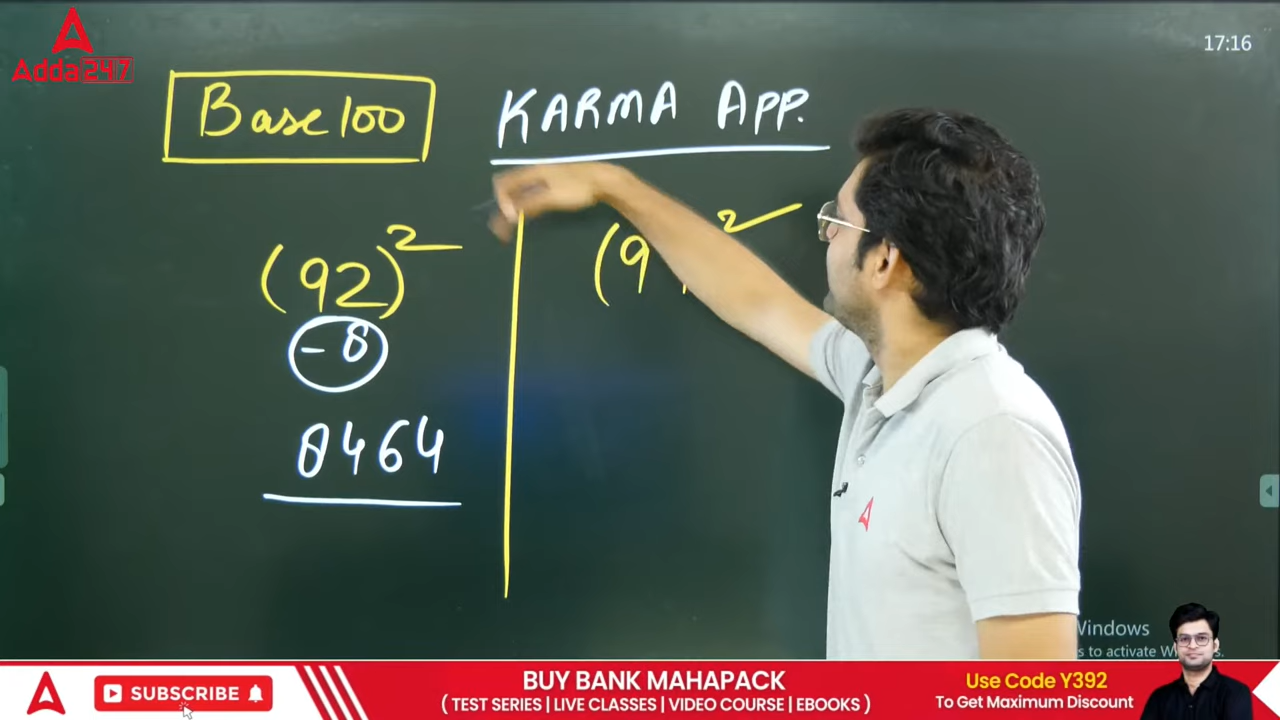 Adda247
17:16
Base 100
KARMA APP.
(92)²
-8
8464
(9 ²
Windows
s to activate W s.
SUBSCRIBE
BUY BANK MAHAPACK
( TEST SERIES | LIVE CLASSES | VIDEO COURSE | EBOOKS )
Use Code Y392
To Get Maximum Discount